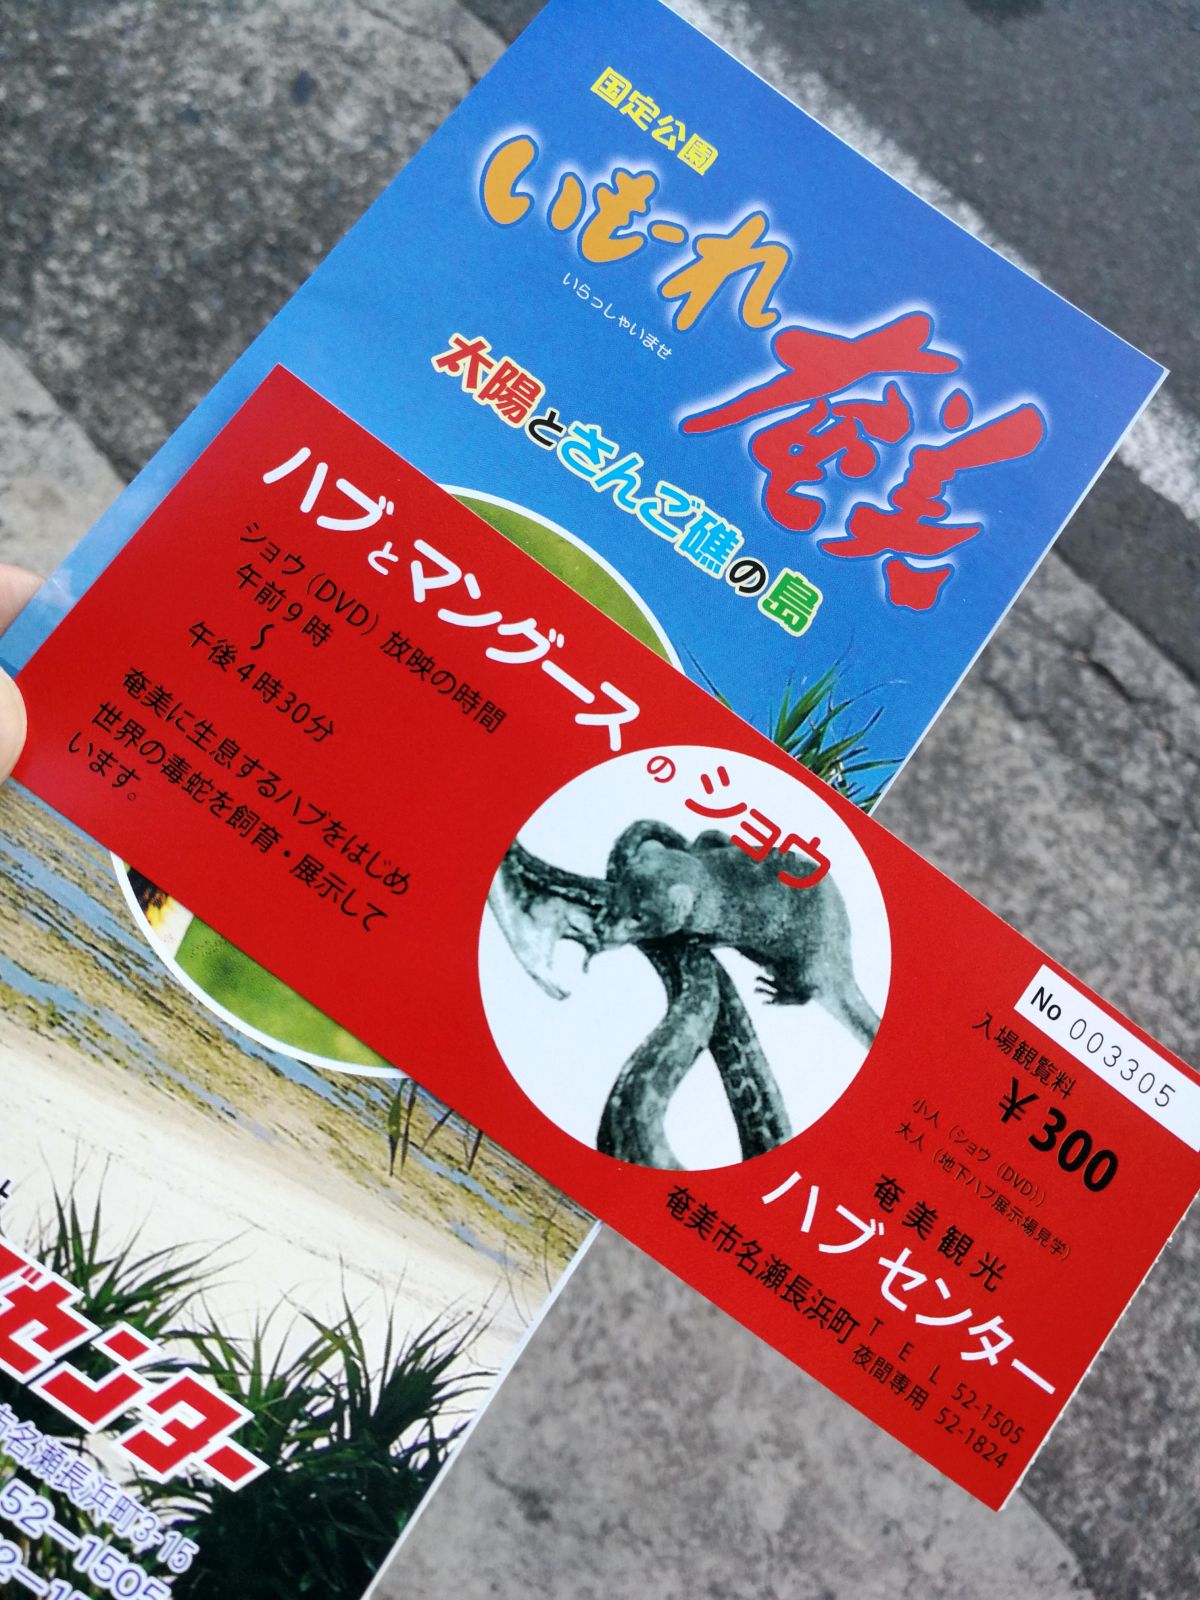 国定公園
いもーれ
奄美
いらっしゃいませ
太陽とさんご礁の島
ハブとマングース
のショウ
ショウ（DVD）放映の時間
午前9時
〜
午後4時30分
奄美に生息するハブをはじめ
世界の毒蛇を飼育・展示して
います。
No 003305
入場観覧料
¥300
小人（ショウ（DVD））
大人（地下ハブ展示場見学）
奄美観光
ハブセンター
奄美市名瀬長浜町 TEL 52-1505
夜間専用 52-1824
センター
市名瀬長浜町3-15
52-1505